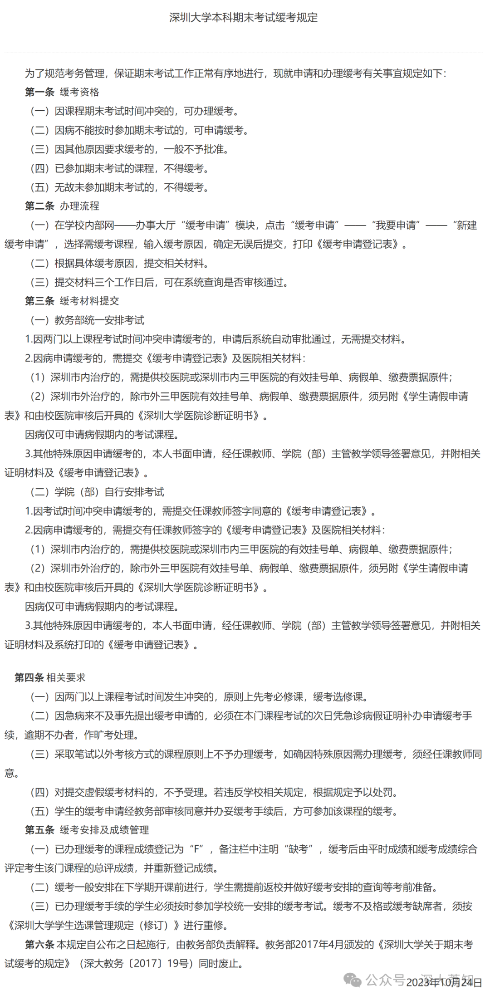 深圳大学本科期末考试缓考规定
为了规范考务管理，保证期末考试工作正常有序地进行，现就申请和办理缓考有关事宜规定如下：
第一条 缓考资格
（一）因课程期末考试时间冲突的，可办理缓考。
（二）因病不能按时参加期末考试的，可申请缓考。
（三）因其他原因要求缓考的，一般不予批准。
（四）已参加期末考试的课程，不得缓考。
（五）无故未参加期末考试的，不得缓考。
第二条 办理流程
（一）在学校内部网——办事大厅“缓考申请”模块，点击“缓考申请”——“我要申请”——“新建
缓考申请”，选择需缓考课程，输入缓考原因，确定无误后提交，打印《缓考申请登记表》。
（二）根据具体缓考原因，提交相关材料。
（三）提交材料三个工作日后，可在系统查询是否审核通过。
第三条 缓考材料提交
（一）教务部统一安排考试
1.因两门以上课程考试时间冲突申请缓考的，申请后系统自动审批通过，无需提交材料。
2.因病申请缓考的，需提交《缓考申请登记表》及医院相关材料：
（1）深圳市内治疗的，需提供校医院或深圳市内三甲医院的有效挂号单、病假单、缴费票据原件；
（2）深圳市外治疗的，除市外三甲医院有效挂号单、病假单、缴费票据原件，须另附《学生请假申请
表》和由校医院审核后开具的《深圳大学医院诊断证明书》。
因病仅可申请病假期内的考试课程。
3.其他特殊原因申请缓考的，本人书面申请，经任课教师、学院（部）主管教学领导签署意见，并附相关
证明材料及《缓考申请登记表》。
（二）学院（部）自行安排考试
1.因考试时间冲突申请缓考的，需提交任课教师签字同意的《缓考申请登记表》。
2.因病申请缓考的，需提交有任课教师签字的《缓考申请登记表》及医院相关材料：
（1）深圳市内治疗的，需提供校医院或深圳市内三甲医院的有效挂号单、病假单、缴费票据原件；
（2）深圳市外治疗的，除市外三甲医院有效挂号单、病假单、缴费票据原件，须另附《学生请假申请
表》和由校医院审核后开具的《深圳大学医院诊断证明书》。
因病仅可申请病假期内的考试课程。
3.其他特殊原因申请缓考的，本人书面申请，经任课教师、学院（部）主管教学领导签署意见，并附相关
证明材料及系统打印的《缓考申请登记表》。
第四条 相关要求
（一）因两门以上课程考试时间发生冲突的，原则上先考必修课，缓考选修课。
（二）因急病来不及事先提出缓考申请的，必须在本门课程考试的次日凭急诊病假证明补办申请缓考手
续，逾期不办者，作旷考处理。
（三）采取笔试以外考核方式的课程原则上不予办理缓考，如确因特殊原因需办理缓考，须经任课教师同
意。
（四）对提交虚假缓考材料的，不予受理。若违反学校相关规定，根据规定予以处罚。
（五）学生的缓考申请经教务部审核同意并办妥缓考手续后，方可参加该课程的缓考。
第五条 缓考安排及成绩管理
（一）已办理缓考的课程成绩登记为“F”，备注栏中注明“缺考”，缓考后由平时成绩和缓考成绩综合
评定考生该门课程的总评成绩，并重新登记成绩。
（二）缓考一般安排在下学期开课前进行，学生需提前返校并做好缓考安排的查询等考前准备。
（三）已办理缓考手续的学生必须按时参加学校统一安排的缓考考试。缓考不及格或缓考缺席者，须按
《深圳大学学生选课管理规定（修订）》进行重修。
第六条 本规定自公布之日起施行，由教务部负责解释。教务部2017年4月颁发的《深圳大学关于期末考
试缓考的规定》（深大教务〔2017〕19号）同时废止。
公众号·深大荔知
2023年10月24日